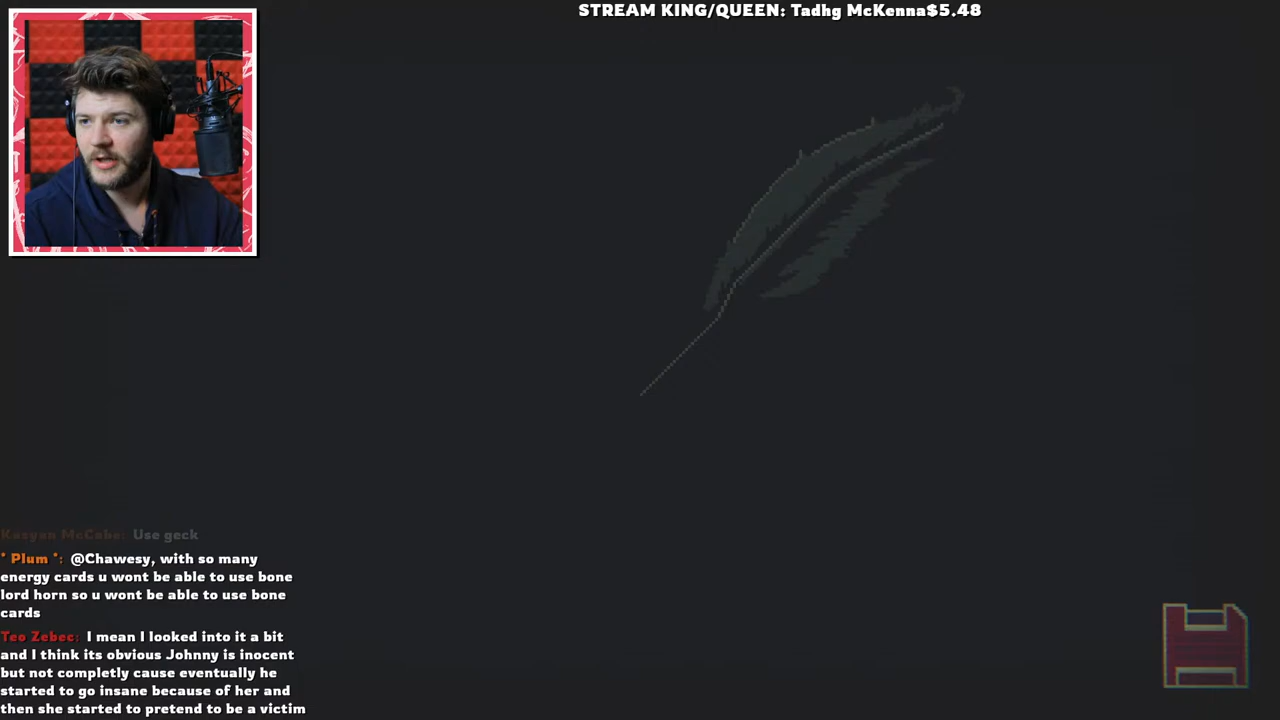 STREAM KING/QUEEN: Tadhg McKenna$5.48
Kasyan McCabe: Use geck
* Plum *: @Chawesy, with so many
energy cards u wont be able to use bone
lord horn so u wont be able to use bone
cards
Teo Zebec: I mean I looked into it a bit
and I think its obvious Johnny is inocent
but not completly cause eventually he
started to go insane because of her and
then she started to pretend to be a victim